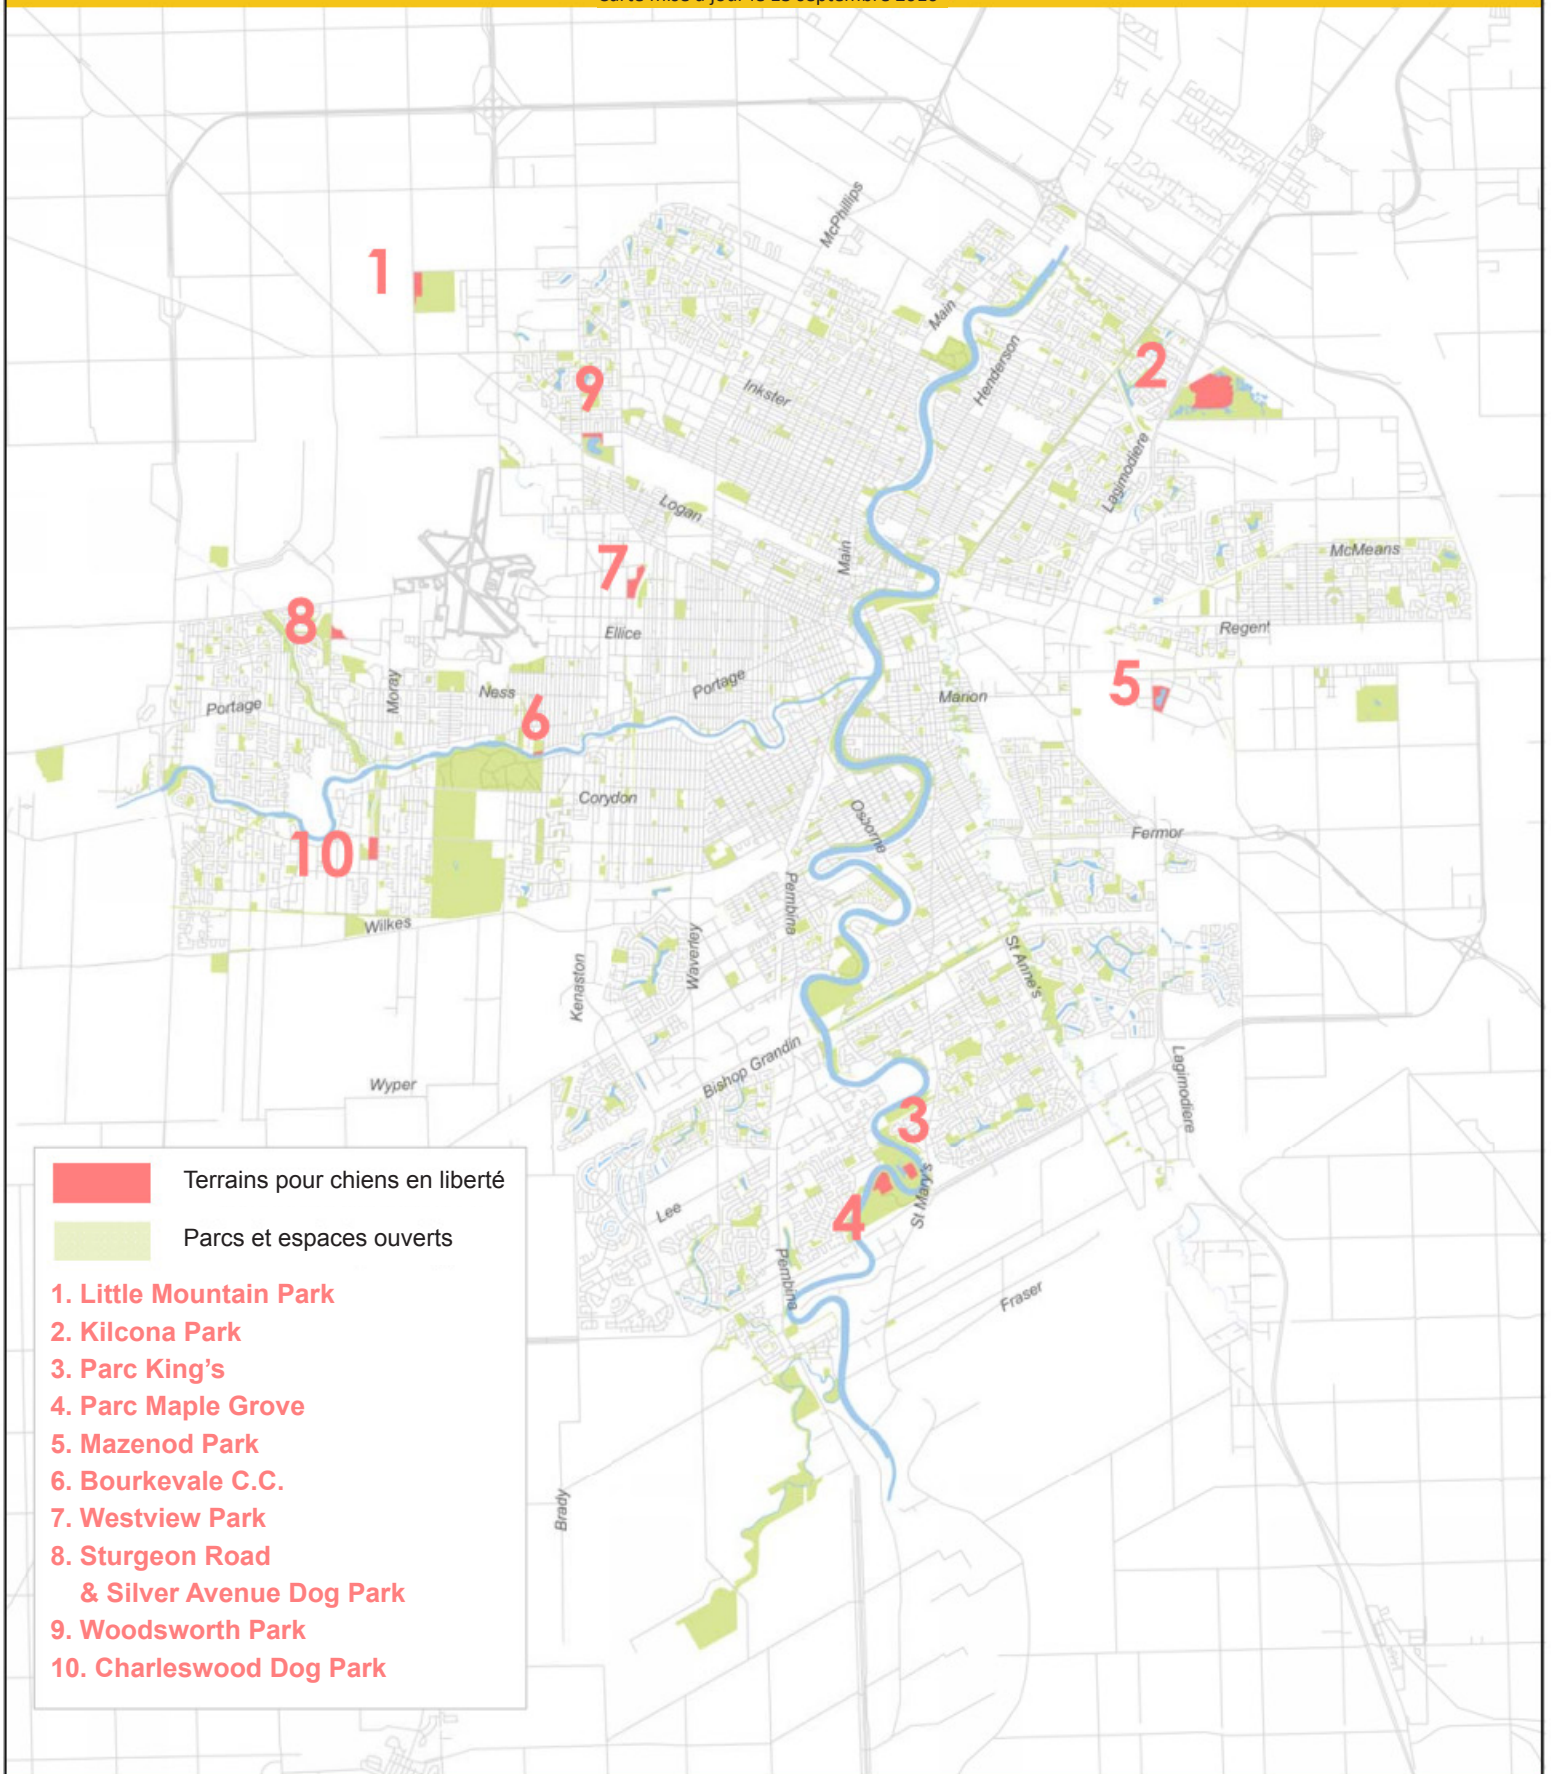 McPhillips
1
Main
Henderson
2
9
Inkster
Lagimodiere
Logan
Main
McMeans
7
8
Ellice
Regent
Moray
Ness
Portage
5
Marion
Portage
6
Corydon
Osborne
Fermor
10
Pembina
Wilkes
Waverley
St Anne's
Kenaston
Bishop Grandin
Lagimodiere
Wyper
3
St Mary's
Lee
4
Pembina
Fraser
Brady
Terrains pour chiens en liberté
Parcs et espaces ouverts
1. Little Mountain Park
2. Kilcona Park
3. Parc King’s
4. Parc Maple Grove
5. Mazenod Park
6. Bourkevale C.C.
7. Westview Park
8. Sturgeon Road
& Silver Avenue Dog Park
9. Woodsworth Park
10. Charleswood Dog Park